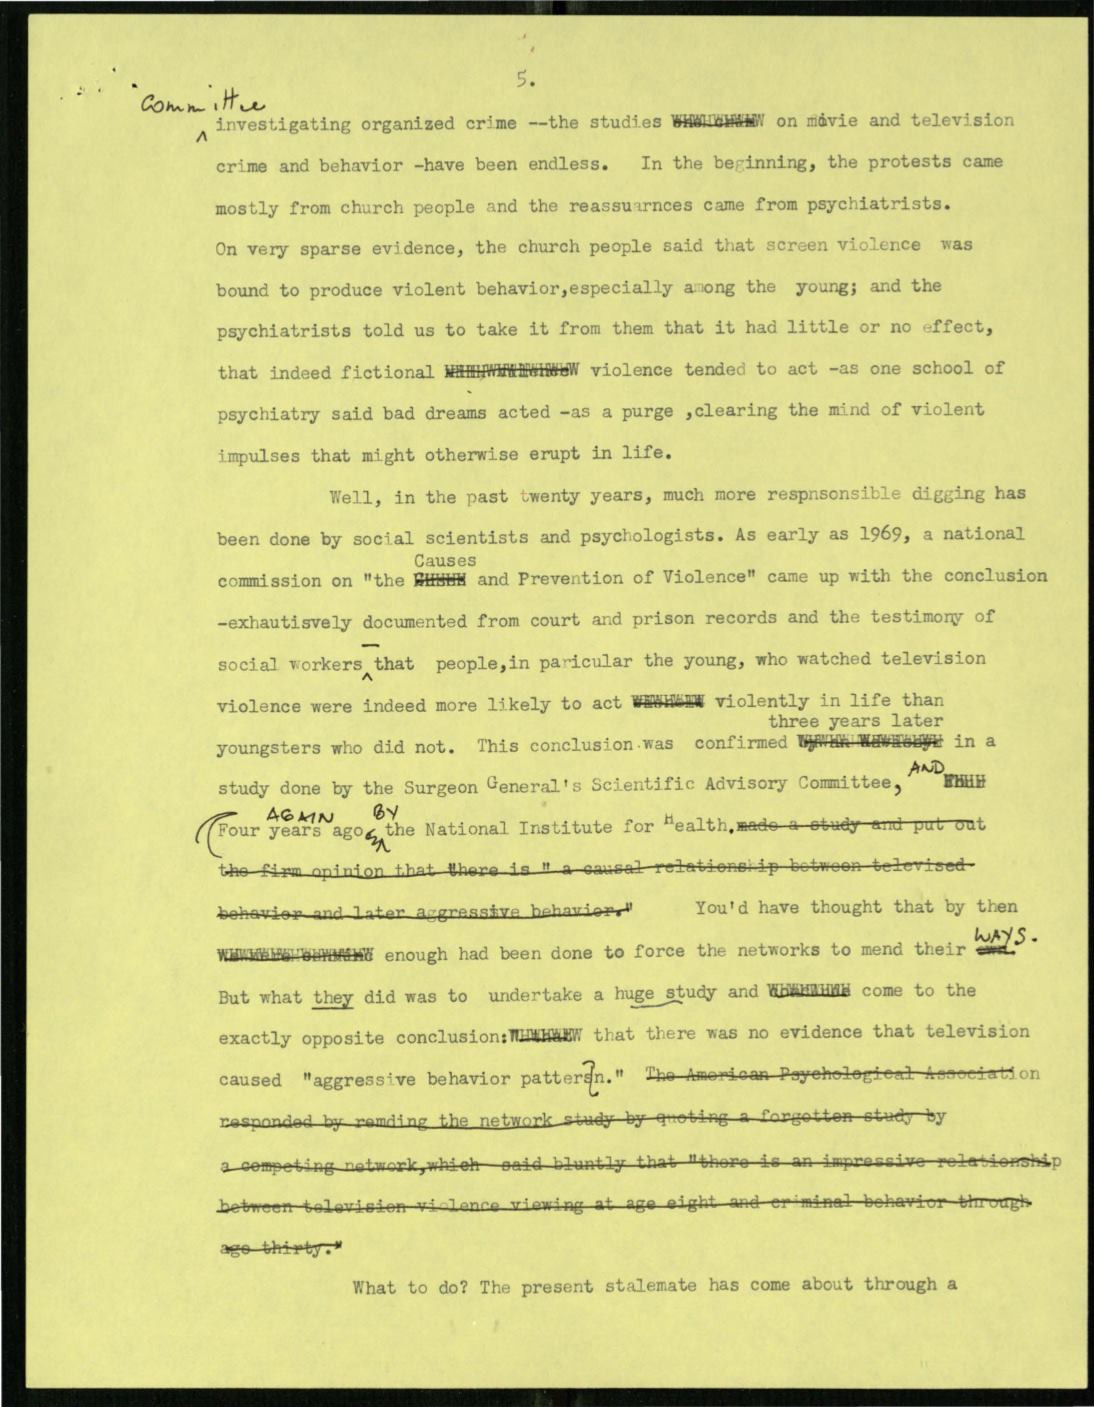 5.
Committee
^ investigating organized crime --the studies on movie and television
crime and behavior -have been endless. In the beginning, the protests came
mostly from church people and the reassuarnces came from psychiatrists.
On very sparse evidence, the church people said that screen violence was
bound to produce violent behavior,especially among the young; and the
psychiatrists told us to take it from them that it had little or no effect,
that indeed fictional violence tended to act -as one school of
psychiatry said bad dreams acted -as a purge ,clearing the mind of violent
impulses that might otherwise erupt in life.
Well, in the past twenty years, much more respnsonsible digging has
been done by social scientists and psychologists. As early as 1969, a national
Causes
commission on "the and Prevention of Violence" came up with the conclusion
-exhautisvely documented from court and prison records and the testimony of
social workers ^ - that people,in paricular the young, who watched television
violence were indeed more likely to act violently in life than
three years later
youngsters who did not. This conclusion was confirmed in a
study done by the Surgeon General's Scientific Advisory Committee, AND
AGAIN BY
(Four years ago ^ the National Institute for Health. made a study and put out
the firm opinion that "there is " a causal relationship between televised
behavior and later aggressive behavior." You'd have thought that by then
enough had been done to force the networks to mend their WAYS.
But what they did was to undertake a huge study and come to the
exactly opposite conclusion: that there was no evidence that television
caused "aggressive behavior pattersn." The American Psychological Association
responded by remding the network study by quoting a forgotten study by
a competing network,which said bluntly that "there is an impressive relationship
between television violence viewing at age eight and criminal behavior through
age thirty."
What to do? The present stalemate has come about through a